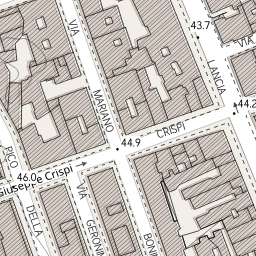 VIA
43.7
VIA
LANCIA
MARIANO
44.2
CRISPI
44.9
PICO
Giuseppe Crispi
46.0
DELLA
VIA
GERONI
BONI